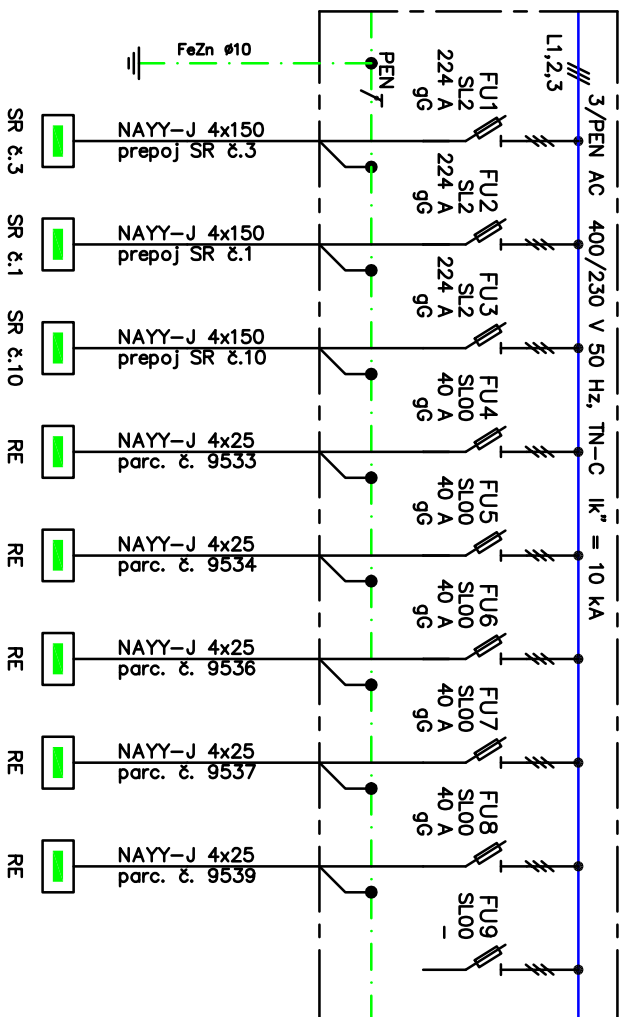 3/PEN AC 400/230 V 50 Hz, TN-C Ik" = 10 kA
L1,2,3
FU1
SL2
224 A
gG
FU2
SL2
224 A
gG
FU3
SL2
224 A
gG
FU4
SL00
40 A
gG
FU5
SL00
40 A
gG
FU6
SL00
40 A
gG
FU7
SL00
40 A
gG
FU8
SL00
40 A
gG
FU9
SL00
-
PEN
FeZn ø10
NAYY-J 4x150
prepoj SR č.3
NAYY-J 4x150
prepoj SR č.1
NAYY-J 4x150
prepoj SR č.10
NAYY-J 4x25
parc. č. 9533
NAYY-J 4x25
parc. č. 9534
NAYY-J 4x25
parc. č. 9536
NAYY-J 4x25
parc. č. 9537
NAYY-J 4x25
parc. č. 9539
SR č.3
SR č.1
SR č.10
RE
RE
RE
RE
RE